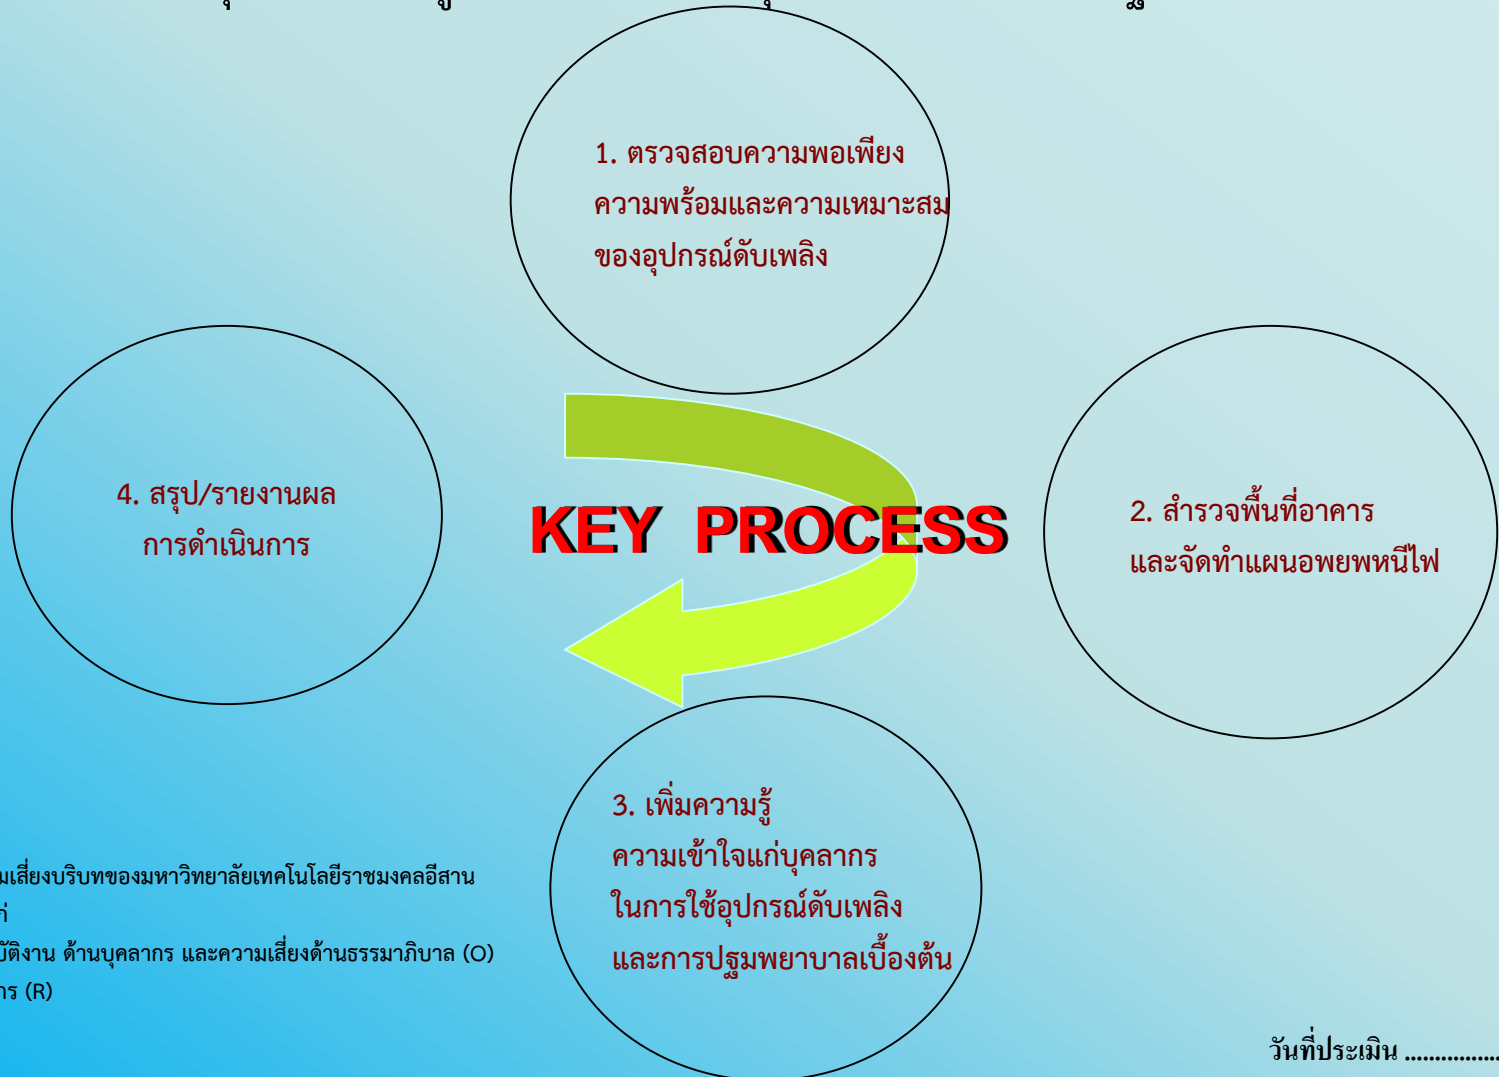 1. ตรวจสอบความพอเพียง
ความพร้อมและความเหมาะสม
ของอุปกรณ์ดับเพลิง
4. สรุป/รายงานผล
การดำเนินการ
KEY PROCESS
2. สำรวจพื้นที่อาคาร
และจัดทำแผนอพยพหนีไฟ
3. เพิ่มความรู้
ความเข้าใจแก่บุคลากร
ในการใช้อุปกรณ์ดับเพลิง
และการปฐมพยาบาลเบื้องต้น
มเสี่ยงบริบทของมหาวิทยาลัยเทคโนโลยีราชมงคลอีสาน
ก่
บัติงาน ด้านบุคลากร และความเสี่ยงด้านธรรมาภิบาล (O)
าร (R)
วันที่ประเมิน .................